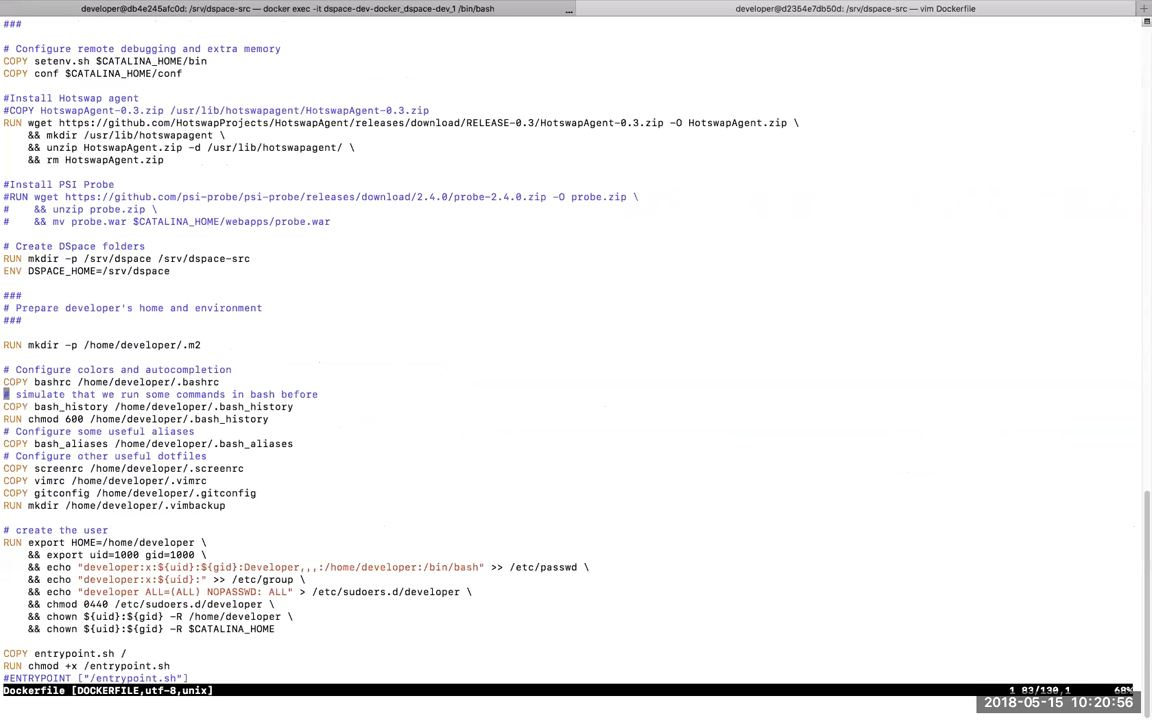 developer@db4e245afc0d: /srv/dspace-src — docker exec -it dspace-dev-docker_dspace-dev_1 /bin/bash ... developer@d2354e7db50d: /srv/dspace-src — vim Dockerfile +
###
# Configure remote debugging and extra memory
COPY setenv.sh $CATALINA_HOME/bin
COPY conf $CATALINA_HOME/conf
#Install Hotswap agent
#COPY HotswapAgent-0.3.zip /usr/lib/hotswapagent/HotswapAgent-0.3.zip
RUN wget https://github.com/HotswapProjects/HotswapAgent/releases/download/RELEASE-0.3/HotswapAgent-0.3.zip -O HotswapAgent.zip \
    && mkdir /usr/lib/hotswapagent \
    && unzip HotswapAgent.zip -d /usr/lib/hotswapagent/ \
    && rm HotswapAgent.zip
#Install PSI Probe
#RUN wget https://github.com/psi-probe/psi-probe/releases/download/2.4.0/probe-2.4.0.zip -O probe.zip \
#    && unzip probe.zip \
#    && mv probe.war $CATALINA_HOME/webapps/probe.war
# Create DSpace folders
RUN mkdir -p /srv/dspace /srv/dspace-src
ENV DSPACE_HOME=/srv/dspace
###
# Prepare developer's home and environment
###
RUN mkdir -p /home/developer/.m2
# Configure colors and autocompletion
COPY bashrc /home/developer/.bashrc
# simulate that we run some commands in bash before
COPY bash_history /home/developer/.bash_history
RUN chmod 600 /home/developer/.bash_history
# Configure some useful aliases
COPY bash_aliases /home/developer/.bash_aliases
# Configure other useful dotfiles
COPY screenrc /home/developer/.screenrc
COPY vimrc /home/developer/.vimrc
COPY gitconfig /home/developer/.gitconfig
RUN mkdir /home/developer/.vimbackup
# create the user
RUN export HOME=/home/developer \
    && export uid=1000 gid=1000 \
    && echo "developer:x:${uid}:${gid}:Developer,,,:/home/developer:/bin/bash" >> /etc/passwd \
    && echo "developer:x:${uid}:" >> /etc/group \
    && echo "developer ALL=(ALL) NOPASSWD: ALL" > /etc/sudoers.d/developer \
    && chmod 0440 /etc/sudoers.d/developer \
    && chown ${uid}:${gid} -R /home/developer \
    && chown ${uid}:${gid} -R $CATALINA_HOME
COPY entrypoint.sh /
RUN chmod +x /entrypoint.sh
#ENTRYPOINT ["/entrypoint.sh"]
Dockerfile [DOCKERFILE,utf-8,unix] 1 83/130,1 68%
2018-05-15 10:20:56